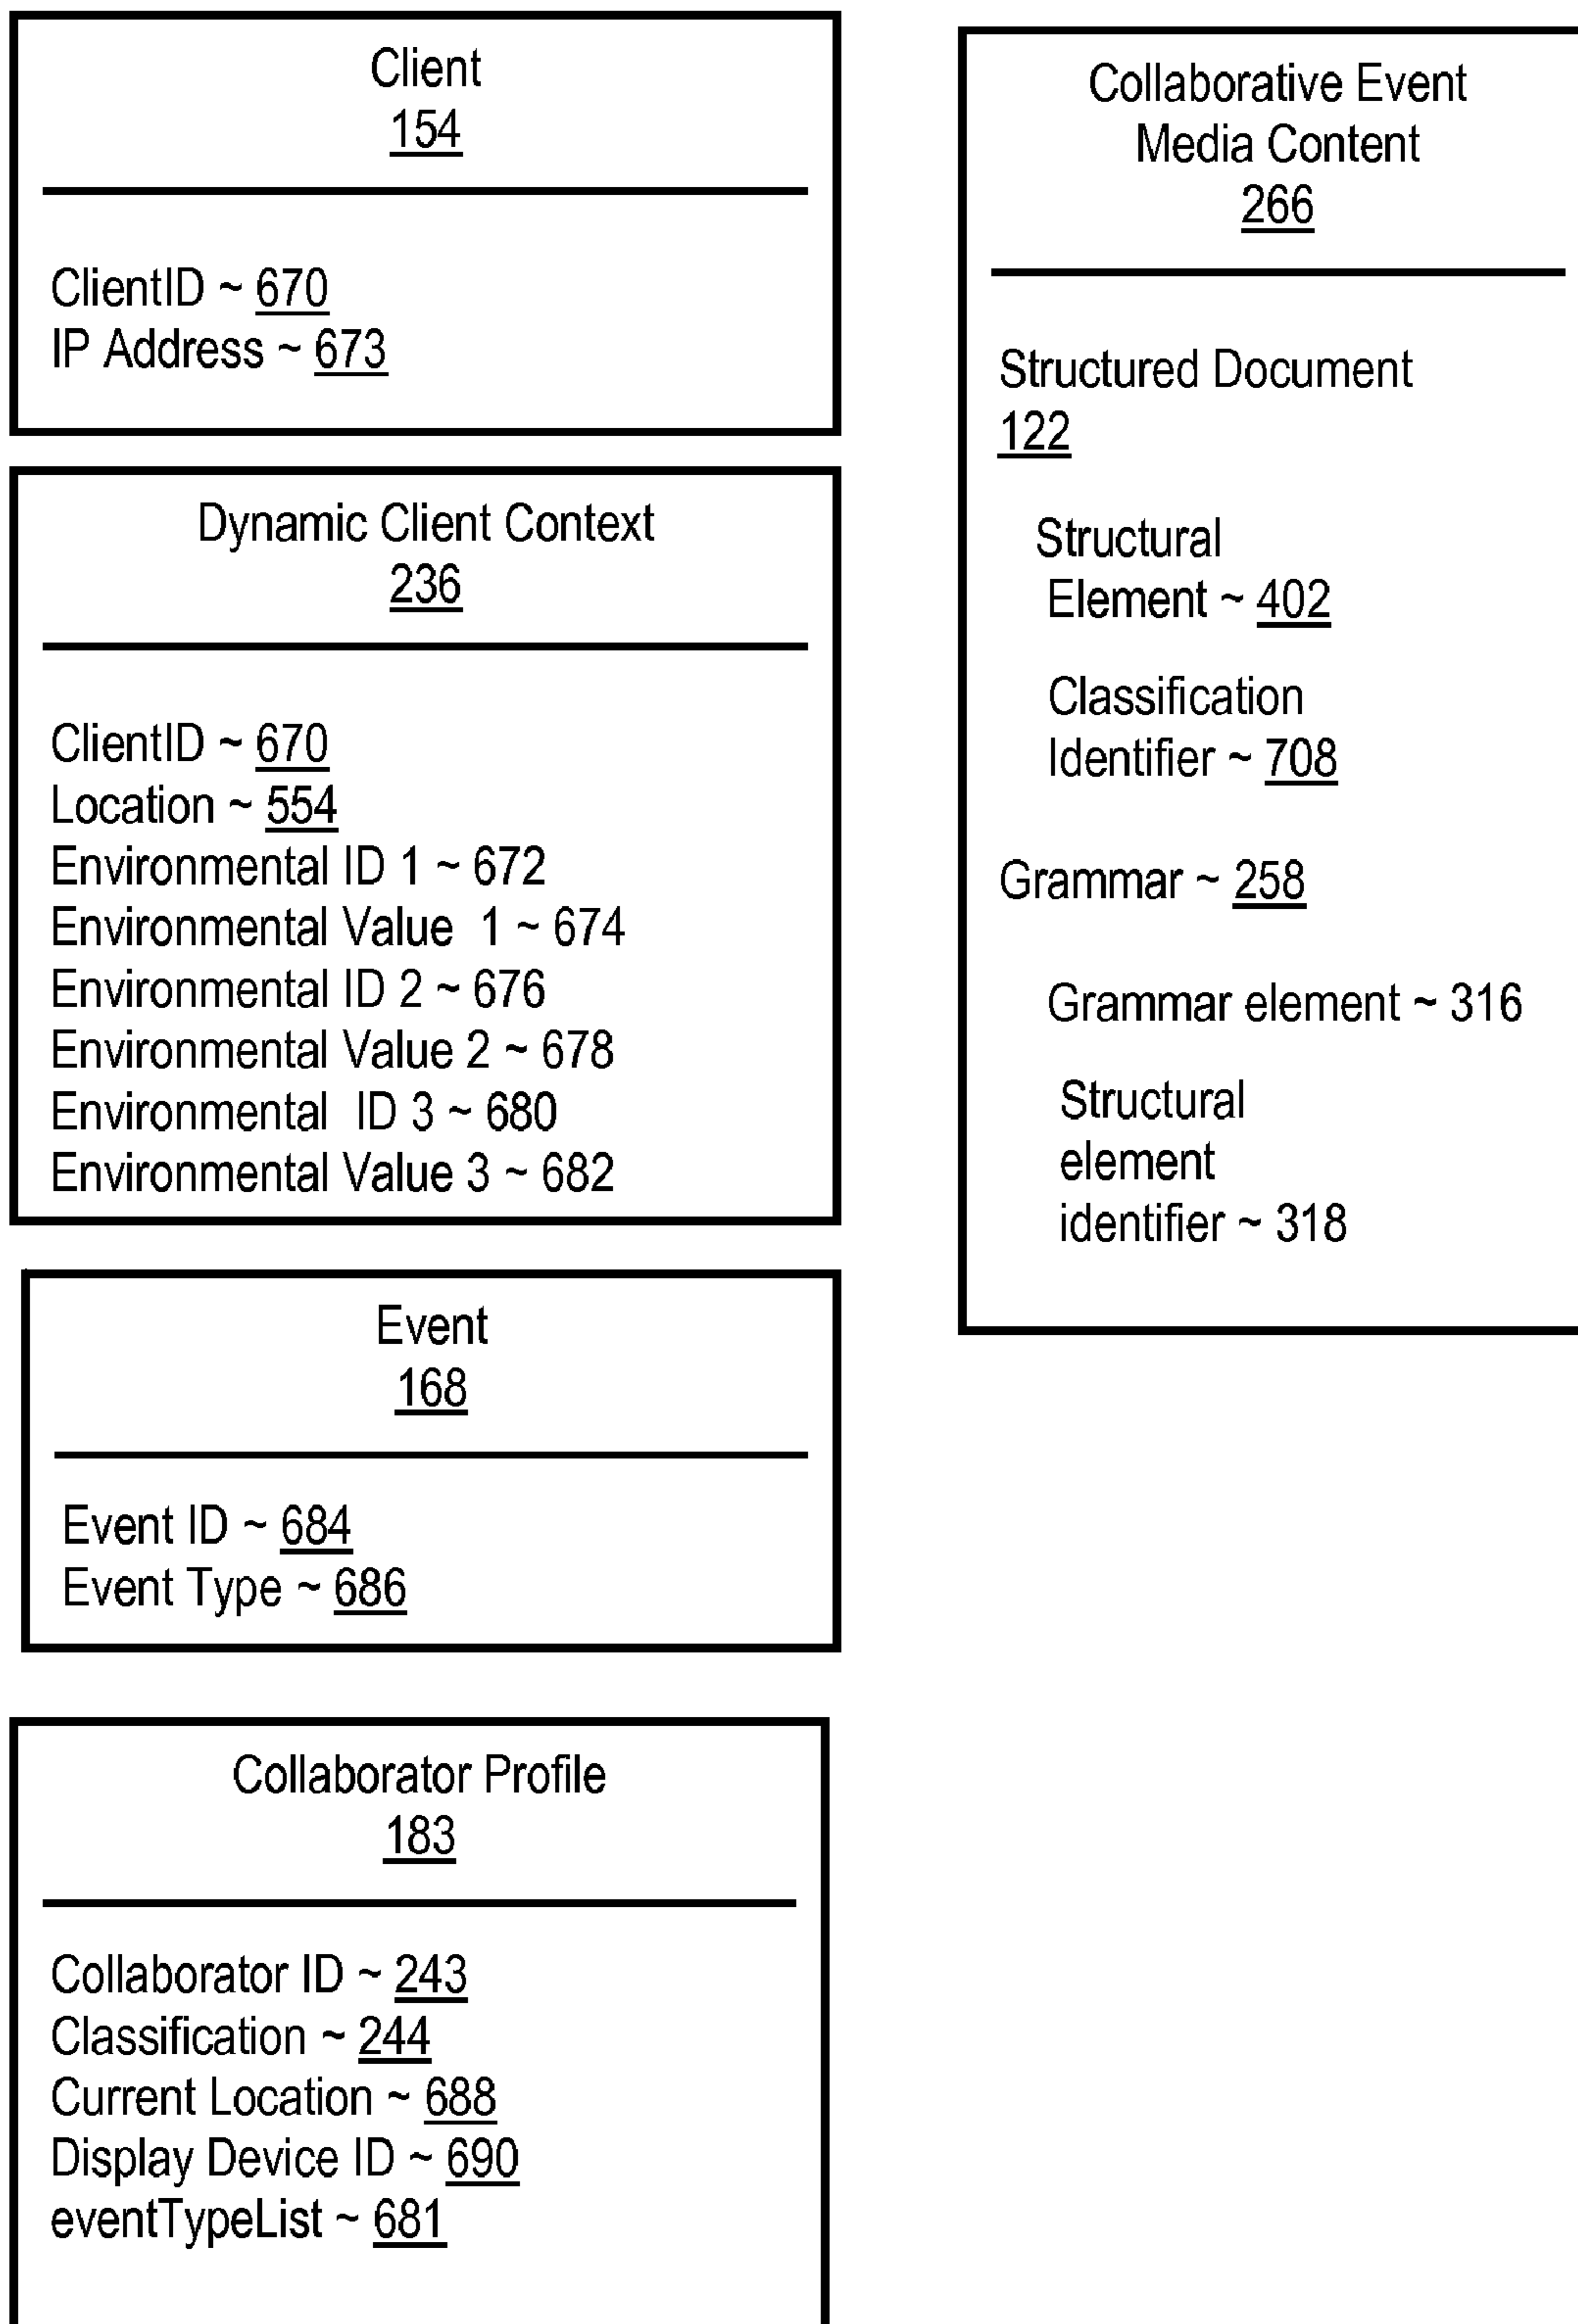 Client
154
ClientID ~ 670
IP Address ~ 673
Dynamic Client Context
236
ClientID ~ 670
Location ~ 554
Environmental ID 1 ~ 672
Environmental Value 1 ~ 674
Environmental ID 2 ~ 676
Environmental Value 2 ~ 678
Environmental ID 3 ~ 680
Environmental Value 3 ~ 682
Event
168
Event ID ~ 684
Event Type ~ 686
Collaborator Profile
183
Collaborator ID ~ 243
Classification ~ 244
Current Location ~ 688
Display Device ID ~ 690
eventTypeList ~ 681
Collaborative Event
Media Content
266
Structured Document
122
Structural
Element ~ 402
Classification
Identifier ~ 708
Grammar ~ 258
Grammar element ~ 316
Structural
element
identifier ~ 318